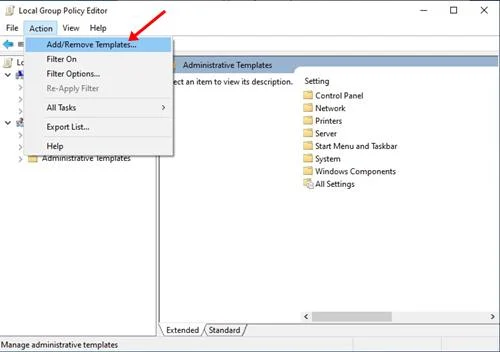 Local Group Policy Editor
File Action View Help
Add/Remove Templates...
Filter On
Filter Options...
Re-Apply Filter
All Tasks
Export List...
Help
Lo
Administrative Templates
Administrative Templates
ect an item to view its description.
Setting
Control Panel
Network
Printers
Server
Start Menu and Taskbar
System
Windows Components
All Settings
Extended Standard
Manage administrative templates